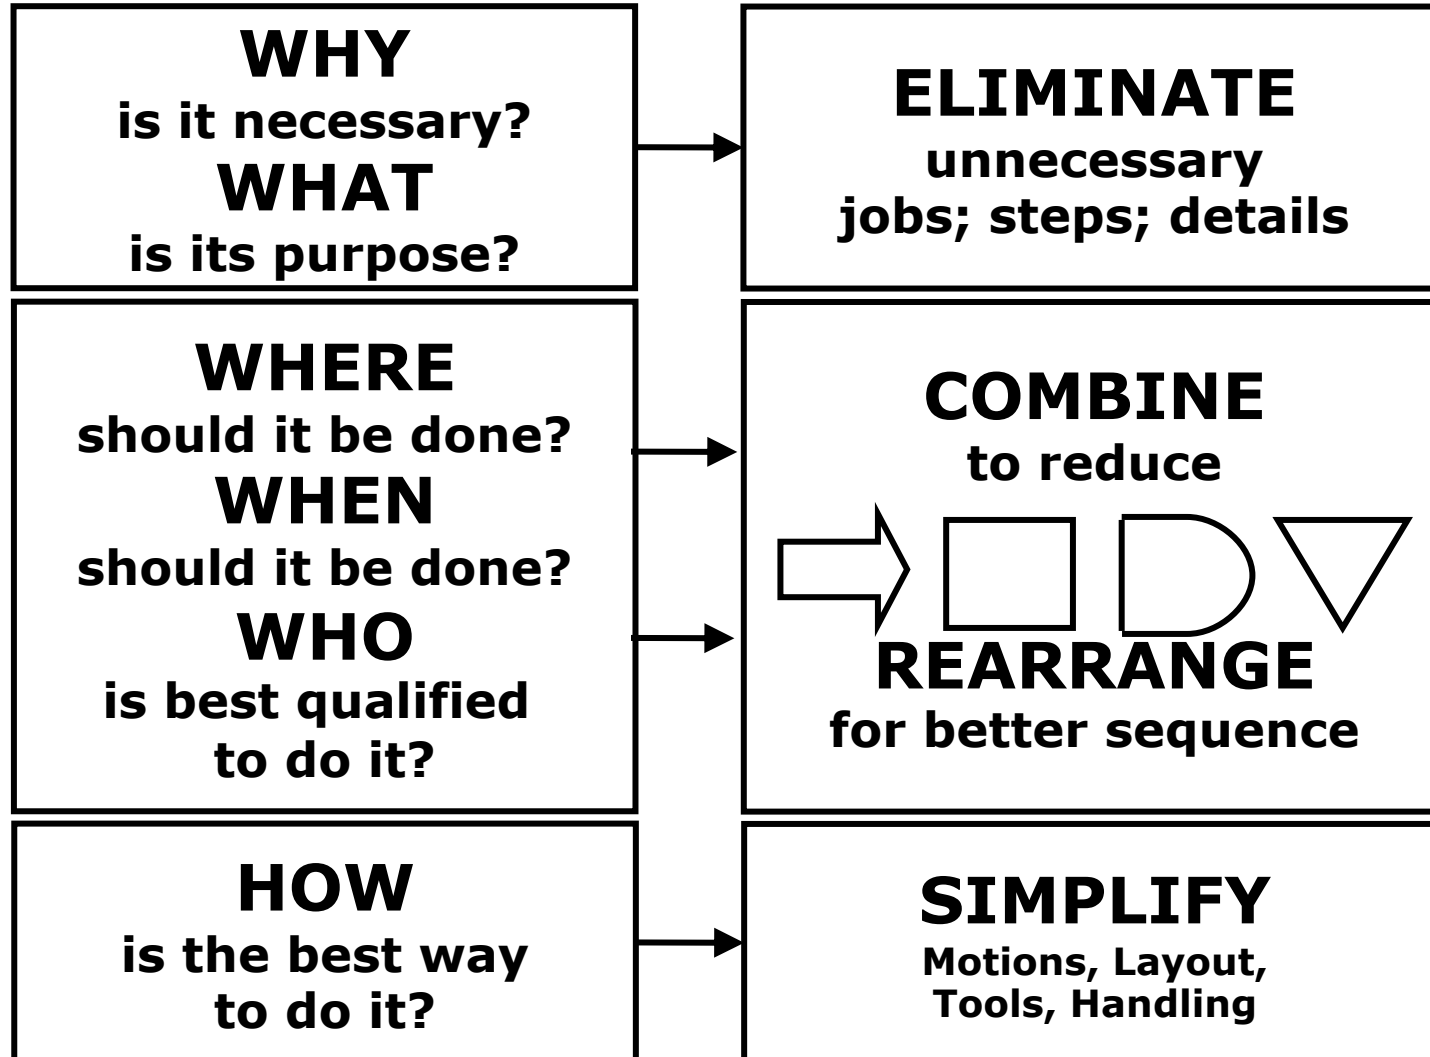 WHY
is it necessary?
WHAT
is its purpose?
ELIMINATE
unnecessary
jobs; steps; details
WHERE
should it be done?
WHEN
should it be done?
WHO
is best qualified
to do it?
COMBINE
to reduce
REARRANGE
for better sequence
HOW
is the best way
to do it?
SIMPLIFY
Motions, Layout,
Tools, Handling